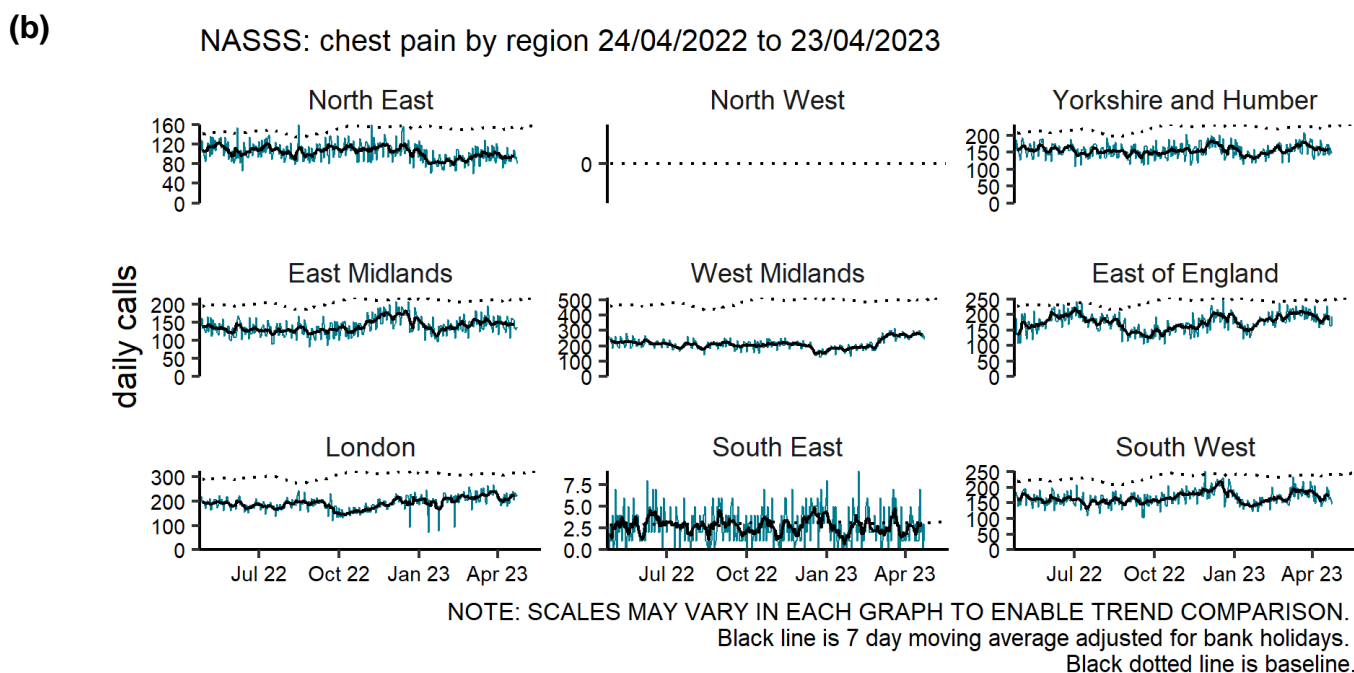 (b)
NASSS: chest pain by region 24/04/2022 to 23/04/2023
North East
160
120
80
40
0
North West
0
Yorkshire and Humber
200
150
100
50
0
daily calls
East Midlands
200
150
100
50
0
West Midlands
500
400
300
200
100
0
East of England
250
200
150
100
50
0
London
300
200
100
0
Jul 22 Oct 22 Jan 23 Apr 23
South East
7.5
5.0
2.5
0.0
Jul 22 Oct 22 Jan 23 Apr 23
South West
250
200
150
100
50
0
Jul 22 Oct 22 Jan 23 Apr 23
NOTE: SCALES MAY VARY IN EACH GRAPH TO ENABLE TREND COMPARISON.
Black line is 7 day moving average adjusted for bank holidays.
Black dotted line is baseline.